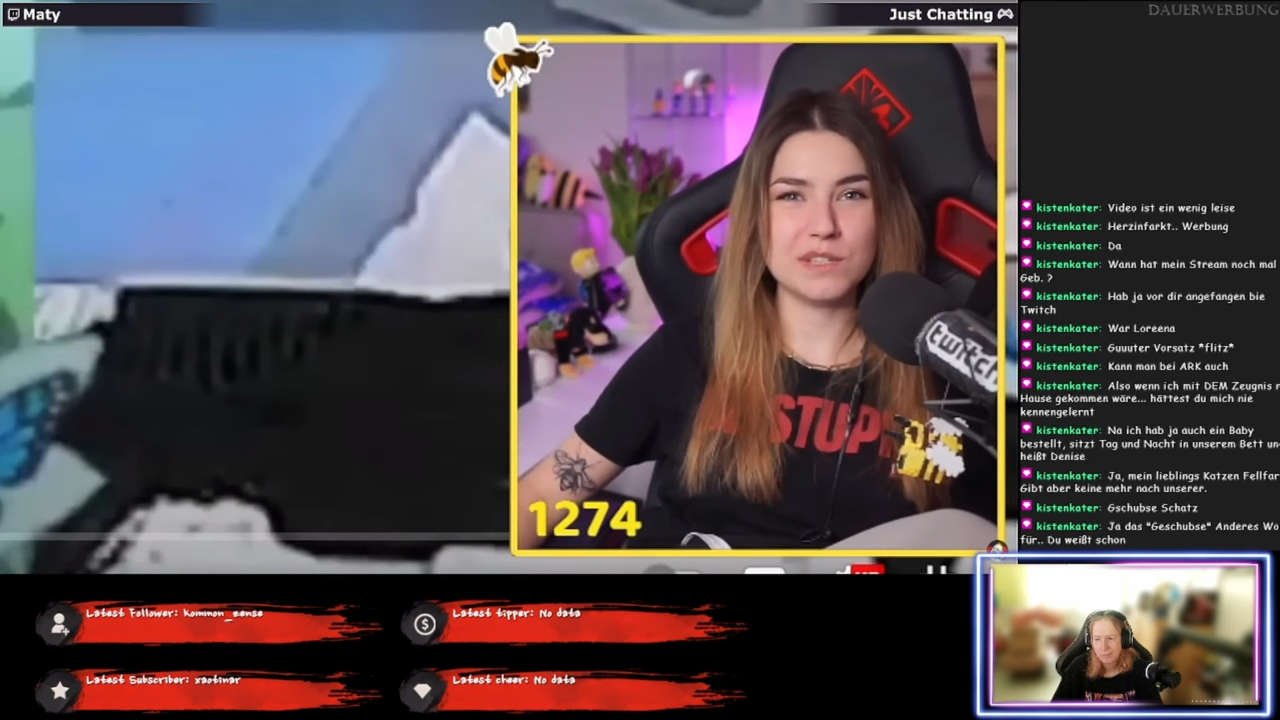 Maty
Just Chatting
DAUERWERBUNG
kistenkater: Video ist ein wenig leise
kistenkater: Herzinfarkt.. Werbung
kistenkater: Da
kistenkater: Wann hat mein Stream noch mal
Geb. ?
kistenkater: Hab ja vor dir angefangen bie
Twitch
kistenkater: War Loreena
kistenkater: Guuuter Vorsatz *flitz*
kistenkater: Kann man bei ARK auch
kistenkater: Also wenn ich mit DEM Zeugnis
Hause gekommen wäre... hättest du mich nie
kennengelernt
kistenkater: Na ich hab ja auch ein Baby
bestellt, sitzt Tag und Nacht in unserem Bett
heißt Denise
kistenkater: Ja, mein lieblings Katzen
Gibt aber keine mehr nach unserer.
kistenkater: Gschubse Schatz
kistenkater: Ja das "Geschubse" Anderes
für.. Du weißt schon
twitch
1274
Latest Follower: Kommon_zense
Latest tipper: No data
Latest Subscriber: xaotinar
Latest cheer: No data